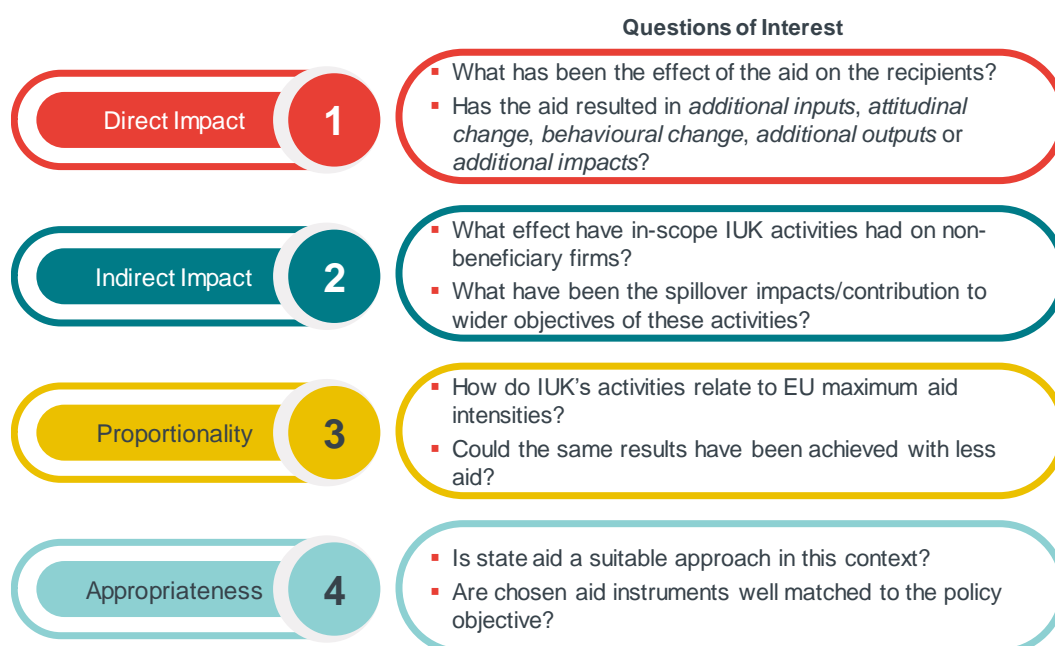 Questions of Interest
Direct Impact
1
▪ What has been the effect of the aid on the recipients?
▪ Has the aid resulted in additional inputs, attitudinal
change, behavioural change, additional outputs or
additional impacts?
Indirect Impact
2
▪ What effect have in-scope IUK activities had on non-
beneficiary firms?
▪ What have been the spillover impacts/contribution to
wider objectives of these activities?
Proportionality
3
▪ How do IUK's activities relate to EU maximum aid
intensities?
▪ Could the same results have been achieved with less
aid?
Appropriateness
4
▪ Is state aid a suitable approach in this context?
▪ Are chosen aid instruments well matched to the policy
objective?